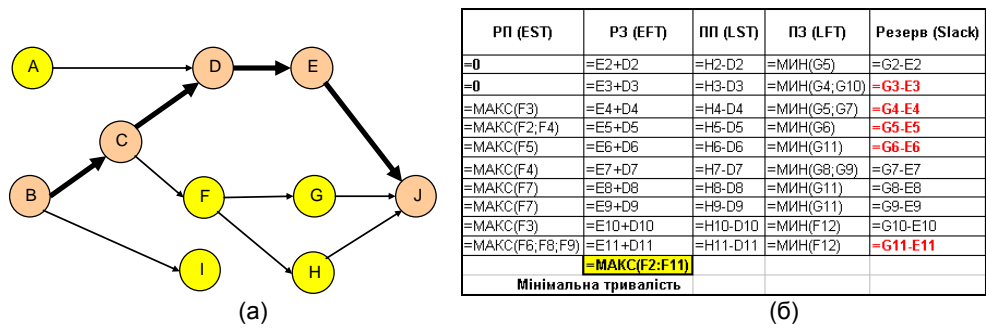 A
D
E
C
B
F
G
J
I
H
(а)
РП (EST) РЗ (EFT) ПП (LST) ПЗ (LFT) Резерв (Slack)
=0 =E2+D2 =H2-D2 =МИН(G5) =G2-E2
=0 =E3+D3 =H3-D3 =МИН(G4;G10) =G3-E3
=МАКС(F3) =E4+D4 =H4-D4 =МИН(G5;G7) =G4-E4
=МАКС(F2;F4) =E5+D5 =H5-D5 =МИН(G6) =G5-E5
=МАКС(F5) =E6+D6 =H6-D6 =МИН(G11) =G6-E6
=МАКС(F4) =E7+D7 =H7-D7 =МИН(G8;G9) =G7-E7
=МАКС(F7) =E8+D8 =H8-D8 =МИН(G11) =G8-E8
=МАКС(F7) =E9+D9 =H9-D9 =МИН(G11) =G9-E9
=МАКС(F3) =E10+D10 =H10-D10 =МИН(F12) =G10-E10
=МАКС(F6;F8;F9) =E11+D11 =H11-D11 =МИН(F12) =G11-E11
=МАКС(F2:F11)
Мінімальна тривалість
(б)